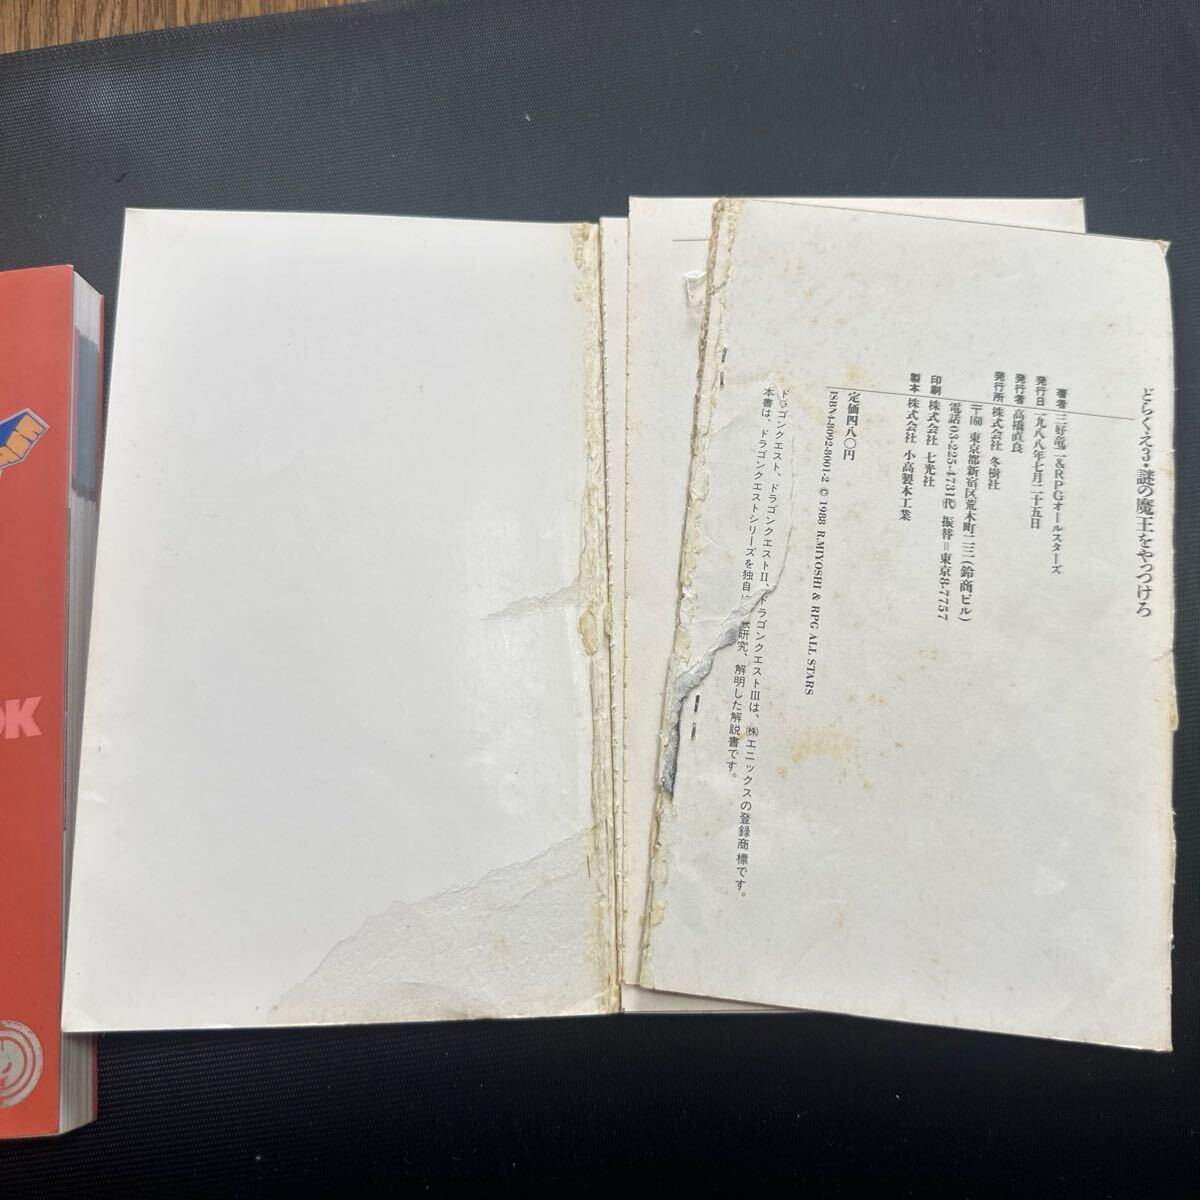 どらくえ3・謎の魔王をやっつけろ
著者 三好竜二&RPGオールスターズ
発行日 一九八八年七月二十五日
発行者 高橋直良
発行所 株式会社 冬樹社
〒160 東京都新宿区荒木町二三(鈴商ビル)
電話03-225-4731㈹ 振替=東京8-7757
印刷 株式会社 七光社
製本 株式会社 小高製本工業
定価四八〇円
ISBN4-8092-8001-2 © 1988 R.MIYOSHI & RPG ALL STARS
ドラゴンクエスト、ドラゴンクエストII、ドラゴンクエストIIIは、㈱エニックスの登録商標です。
本書は、ドラゴンクエストシリーズを独自に 底研究、解明した解説書です。
OK